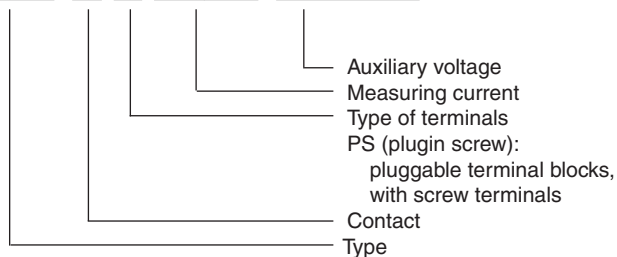 Auxiliary voltage
Measuring current
Type of terminals
PS (plugin screw):
pluggable terminal blocks,
with screw terminals
Contact
Type